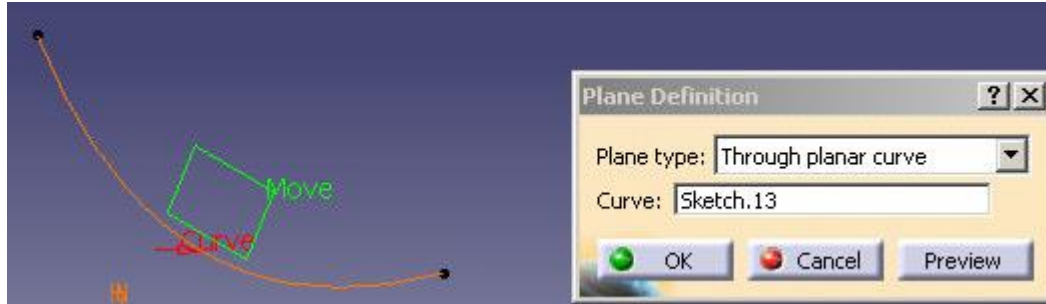 Move
Curve
Plane Definition
Plane type: Through planar curve
Curve: Sketch.13
OK Cancel Preview